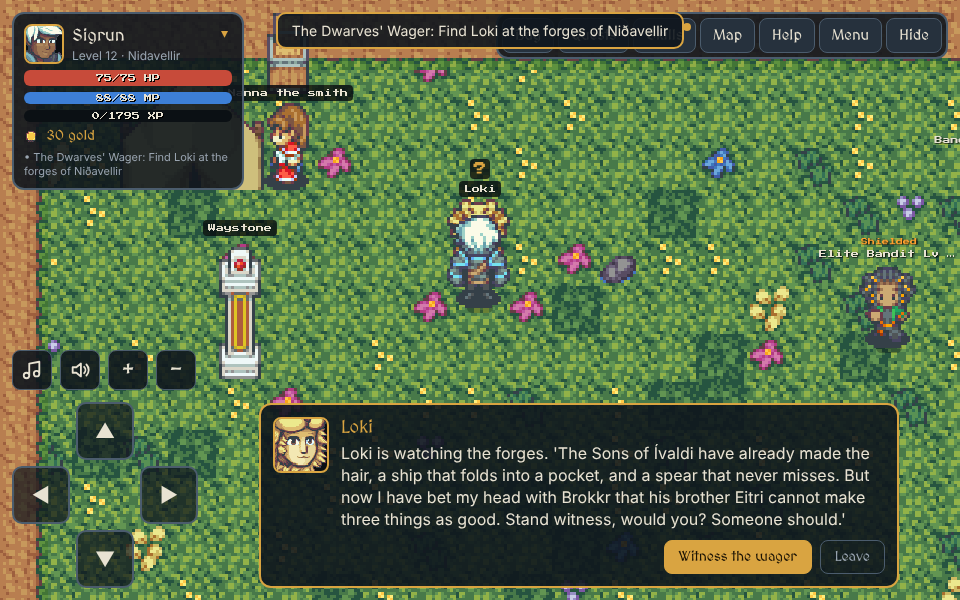 Sigrun
Level 12 · Nidavellir
75/75 HP
88/88 MP
0/1795 XP
30 gold
• The Dwarves' Wager: Find Loki at the
forges of Niðavellir
The Dwarves' Wager: Find Loki at the forges of Niðavellir
Map
Help
Menu
Hide
the smith
?
Loki
Waystone
Shielded
Elite Bandit Lv ...
+
−
Loki
Loki is watching the forges. 'The Sons of Ívaldi have already made the
hair, a ship that folds into a pocket, and a spear that never misses. But
now I have bet my head with Brokkr that his brother Eitri cannot make
three things as good. Stand witness, would you? Someone should.'
Witness the wager
Leave